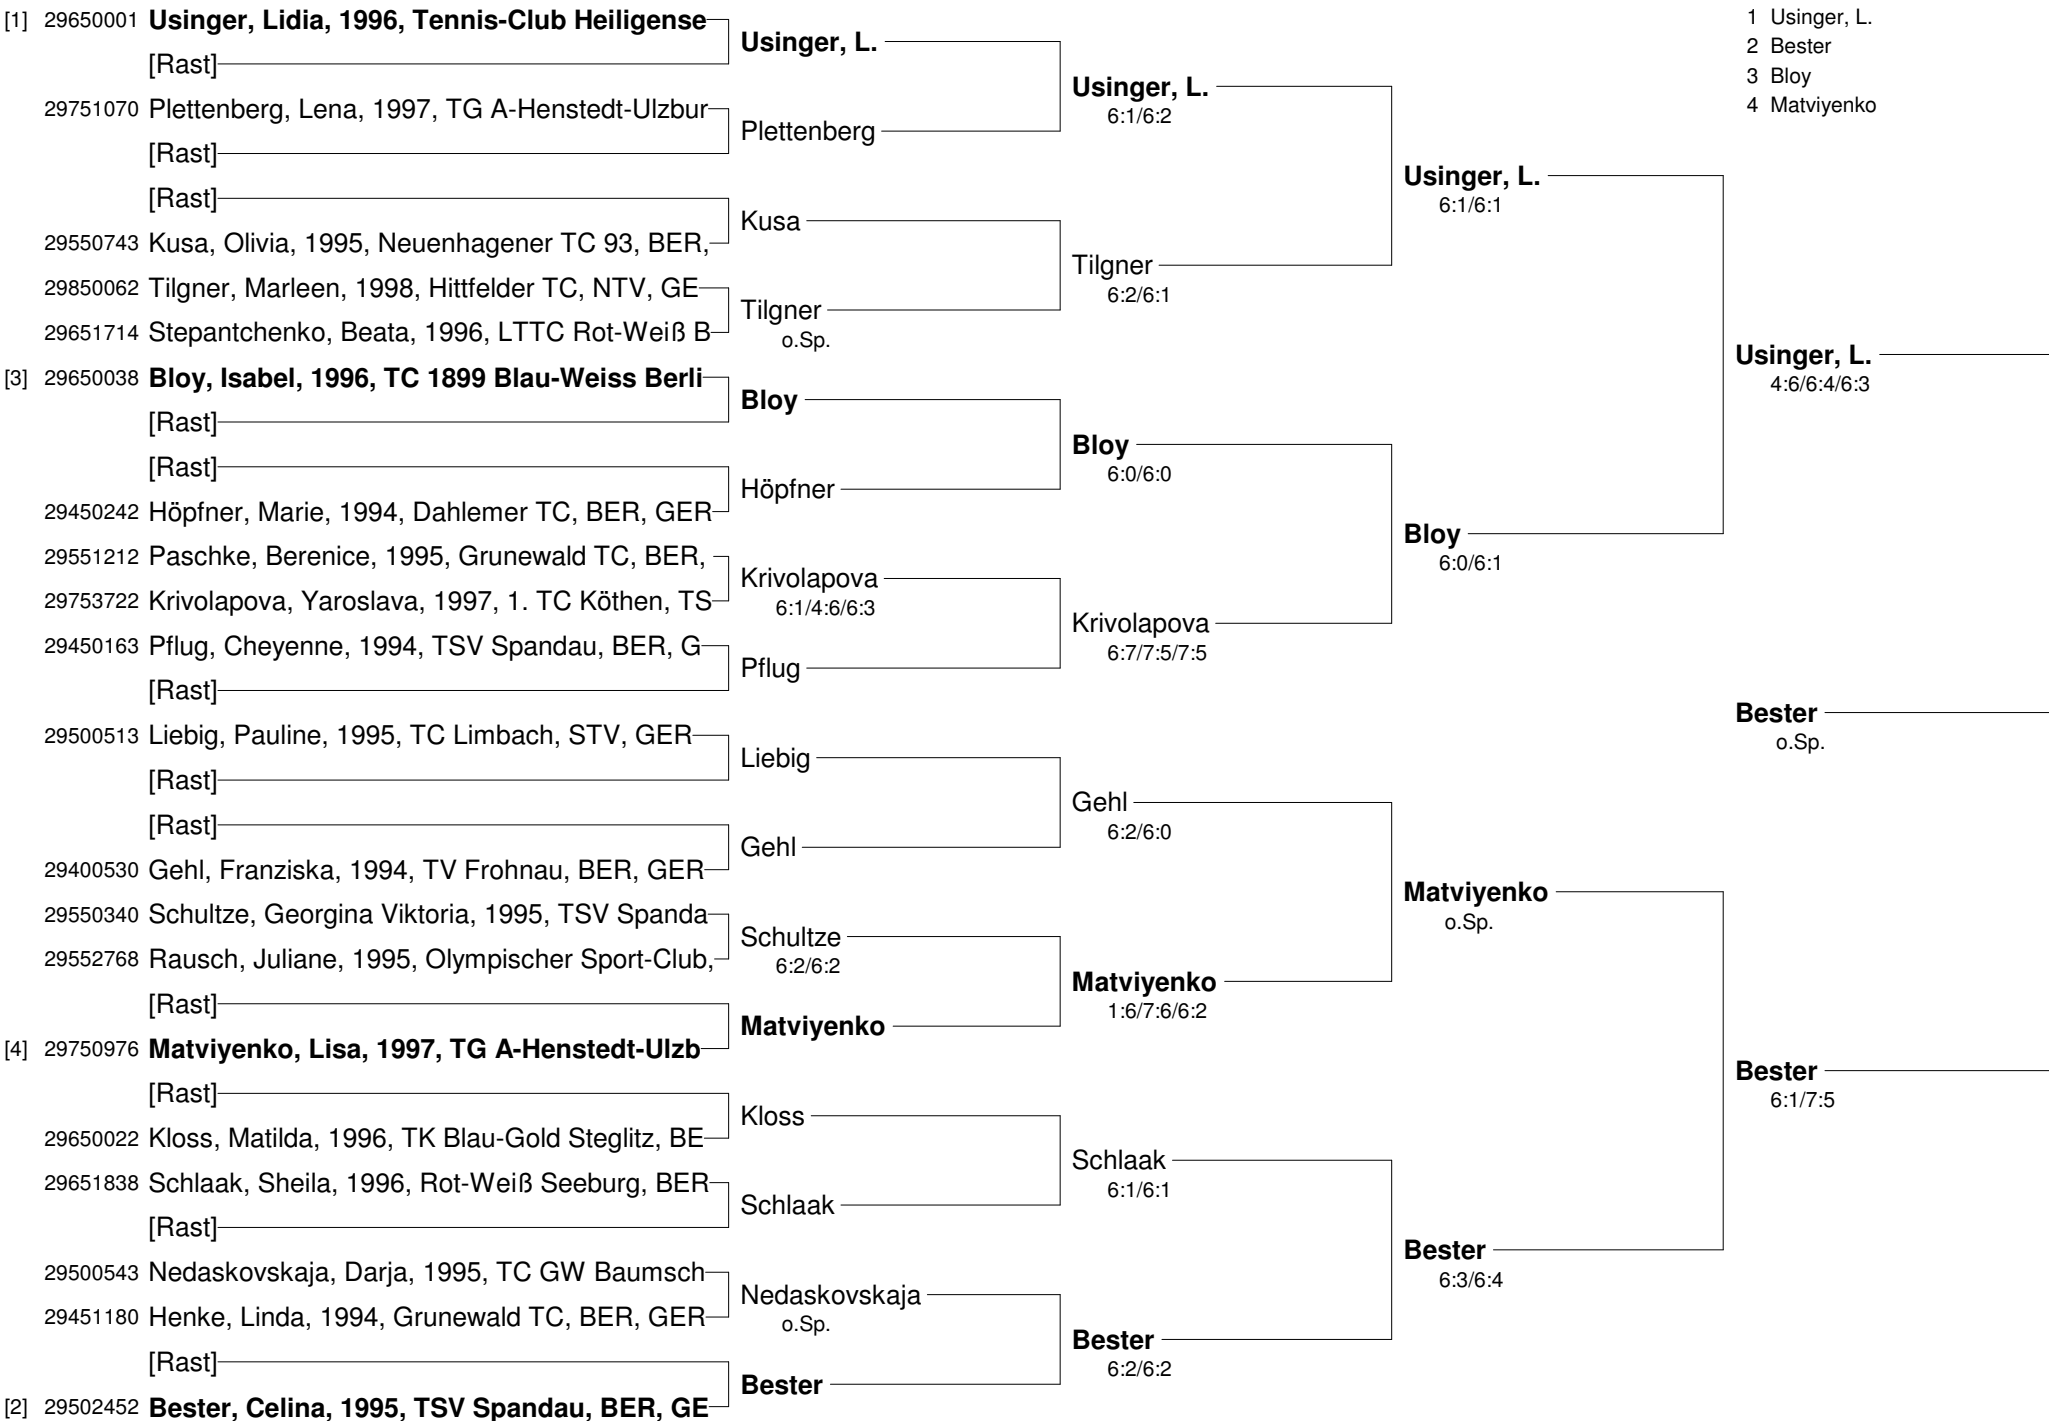 [1] 29650001 Usinger, Lidia, 1996, Tennis-Club Heiligense
[Rast]
29751070 Plettenberg, Lena, 1997, TG A-Henstedt-Ulzbur
[Rast]
[Rast]
29550743 Kusa, Olivia, 1995, Neuenhagener TC 93, BER,
29850062 Tilgner, Marleen, 1998, Hittfelder TC, NTV, GE
29651714 Stepantchenko, Beata, 1996, LTTC Rot-Weiß B
[3] 29650038 Bloy, Isabel, 1996, TC 1899 Blau-Weiss Berli
[Rast]
[Rast]
29450242 Höpfner, Marie, 1994, Dahlemer TC, BER, GER
29551212 Paschke, Berenice, 1995, Grunewald TC, BER,
29753722 Krivolapova, Yaroslava, 1997, 1. TC Köthen, TS
29450163 Pflug, Cheyenne, 1994, TSV Spandau, BER, G
[Rast]
29500513 Liebig, Pauline, 1995, TC Limbach, STV, GER
[Rast]
[Rast]
29400530 Gehl, Franziska, 1994, TV Frohnau, BER, GER
29550340 Schultze, Georgina Viktoria, 1995, TSV Spanda
29552768 Rausch, Juliane, 1995, Olympischer Sport-Club,
[Rast]
[4] 29750976 Matviyenko, Lisa, 1997, TG A-Henstedt-Ulzb
[Rast]
29650022 Kloss, Matilda, 1996, TK Blau-Gold Steglitz, BE
29651838 Schlaak, Sheila, 1996, Rot-Weiß Seeburg, BER
[Rast]
29500543 Nedaskovskaja, Darja, 1995, TC GW Baumsch
29451180 Henke, Linda, 1994, Grunewald TC, BER, GER
[Rast]
[2] 29502452 Bester, Celina, 1995, TSV Spandau, BER, GE
Usinger, L.
Plettenberg
Kusa
Tilgner
o.Sp.
Bloy
Höpfner
Krivolapova
6:1/4:6/6:3
Pflug
Liebig
Gehl
Schultze
6:2/6:2
Matviyenko
Kloss
Schlaak
Nedaskovskaja
o.Sp.
Bester
Usinger, L.
6:1/6:2
Tilgner
6:2/6:1
Bloy
6:0/6:0
Krivolapova
6:7/7:5/7:5
Gehl
6:2/6:0
Matviyenko
1:6/7:6/6:2
Schlaak
6:1/6:1
Bester
6:2/6:2
Usinger, L.
6:1/6:1
Bloy
6:0/6:1
Matviyenko
o.Sp.
Bester
6:3/6:4
1 Usinger, L.
2 Bester
3 Bloy
4 Matviyenko
Usinger, L.
4:6/6:4/6:3
Bester
o.Sp.
Bester
6:1/7:5